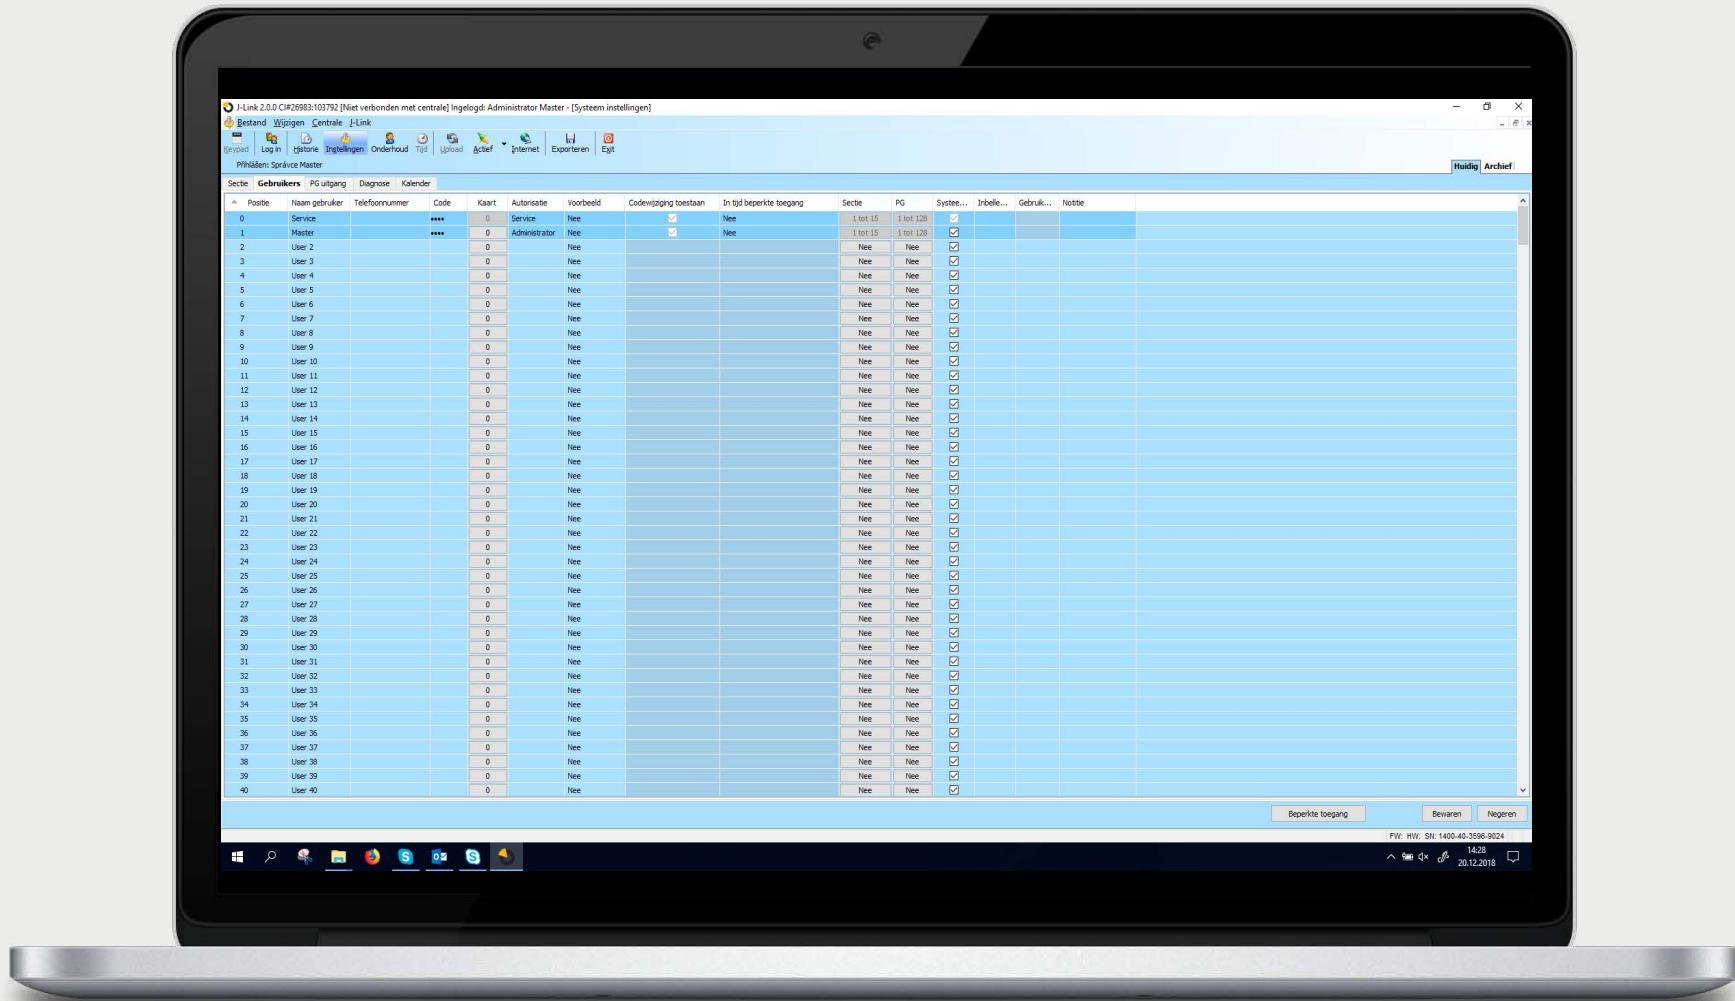 J-Link 2.0.0 CI#26983:103792 [Niet verbonden met centrale] Ingelogd: Administrator Master - [Systeem instellingen]
Bestand Wijzigen Centrale J-Link
Keypad Log in Historie Instellingen Onderhoud Tijd Upload Actief Internet Exporteren Exit
Přihlášen: Správce Master
Huidig Archief
Sectie Gebruikers PG uitgang Diagnose Kalender
Positie Naam gebruiker Telefoonnummer Code Kaart Autorisatie Voorbeeld Codewijziging toestaan In tijd beperkte toegang Sectie PG Systee... Inbelle... Gebruik... Notitie
0 Service •••• 0 Service Nee Nee 1 tot 15 1 tot 128
1 Master •••• 0 Administrator Nee Nee 1 tot 15 1 tot 128
2 User 2 0 Nee Nee Nee
3 User 3 0 Nee Nee Nee
4 User 4 0 Nee Nee Nee
5 User 5 0 Nee Nee Nee
6 User 6 0 Nee Nee Nee
7 User 7 0 Nee Nee Nee
8 User 8 0 Nee Nee Nee
9 User 9 0 Nee Nee Nee
10 User 10 0 Nee Nee Nee
11 User 11 0 Nee Nee Nee
12 User 12 0 Nee Nee Nee
13 User 13 0 Nee Nee Nee
14 User 14 0 Nee Nee Nee
15 User 15 0 Nee Nee Nee
16 User 16 0 Nee Nee Nee
17 User 17 0 Nee Nee Nee
18 User 18 0 Nee Nee Nee
19 User 19 0 Nee Nee Nee
20 User 20 0 Nee Nee Nee
21 User 21 0 Nee Nee Nee
22 User 22 0 Nee Nee Nee
23 User 23 0 Nee Nee Nee
24 User 24 0 Nee Nee Nee
25 User 25 0 Nee Nee Nee
26 User 26 0 Nee Nee Nee
27 User 27 0 Nee Nee Nee
28 User 28 0 Nee Nee Nee
29 User 29 0 Nee Nee Nee
30 User 30 0 Nee Nee Nee
31 User 31 0 Nee Nee Nee
32 User 32 0 Nee Nee Nee
33 User 33 0 Nee Nee Nee
34 User 34 0 Nee Nee Nee
35 User 35 0 Nee Nee Nee
36 User 36 0 Nee Nee Nee
37 User 37 0 Nee Nee Nee
38 User 38 0 Nee Nee Nee
39 User 39 0 Nee Nee Nee
40 User 40 0 Nee Nee Nee
Beperkte toegang Bewaren Negeren
FW: HW: SN: 1400-40-3596-9024
14:28
20.12.2018